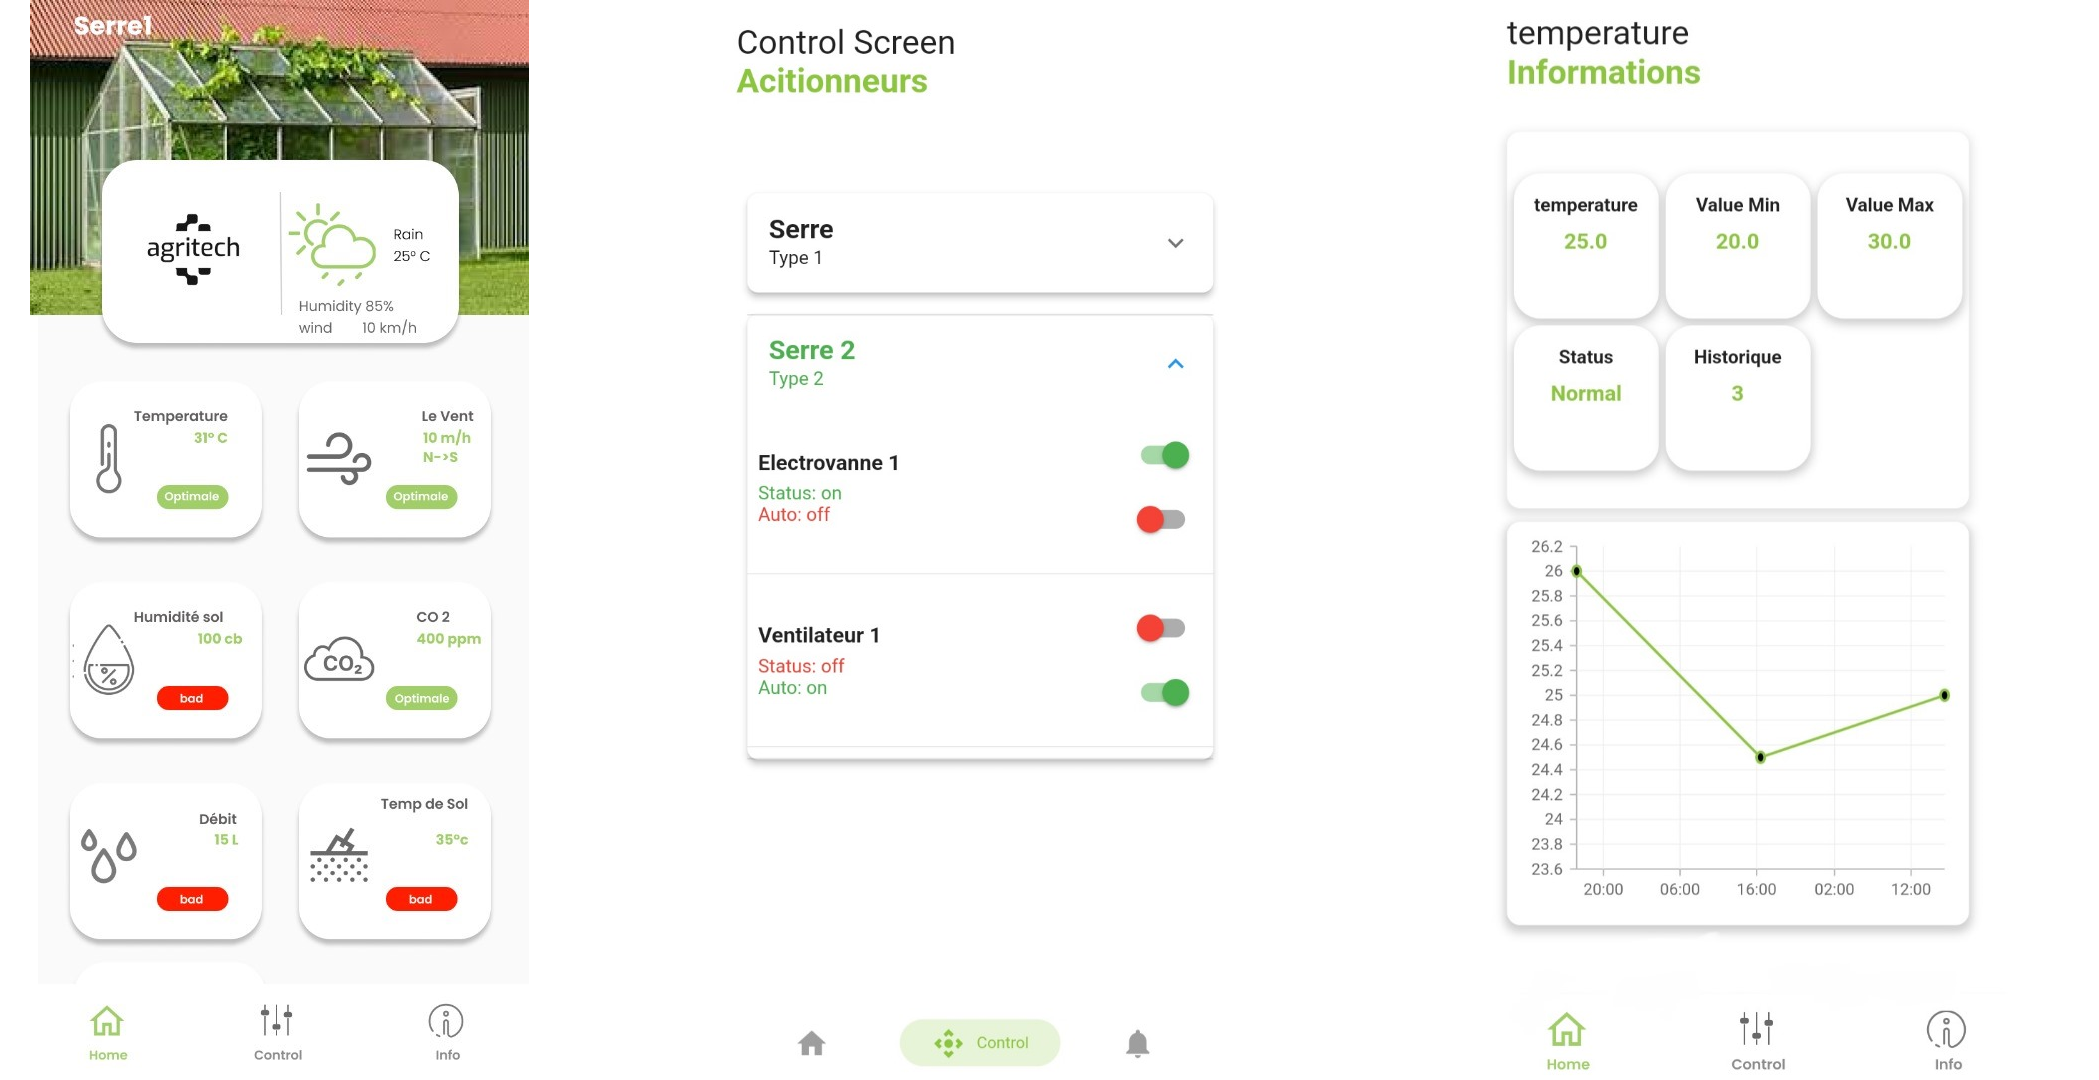 Serre1
agritech
Rain
25° C
Humidity 85%
wind 10 km/h
Temperature
31° C
Optimale
Le Vent
10 m/h
N->S
Optimale
Humidité sol
100 cb
bad
CO 2
400 ppm
CO₂
Optimale
Débit
15 L
bad
Temp de Sol
35°c
bad
Home
Control
Info
Control Screen
Acitionneurs
Serre
Type 1
Serre 2
Type 2
Electrovanne 1
Status: on
Auto: off
Ventilateur 1
Status: off
Auto: on
Control
temperature
Informations
temperature
25.0
Value Min
20.0
Value Max
30.0
Status
Normal
Historique
3
26.2
26
25.8
25.6
25.4
25.2
25
24.8
24.6
24.4
24.2
24
23.8
23.6
20:00 06:00 16:00 02:00 12:00
Home
Control
Info